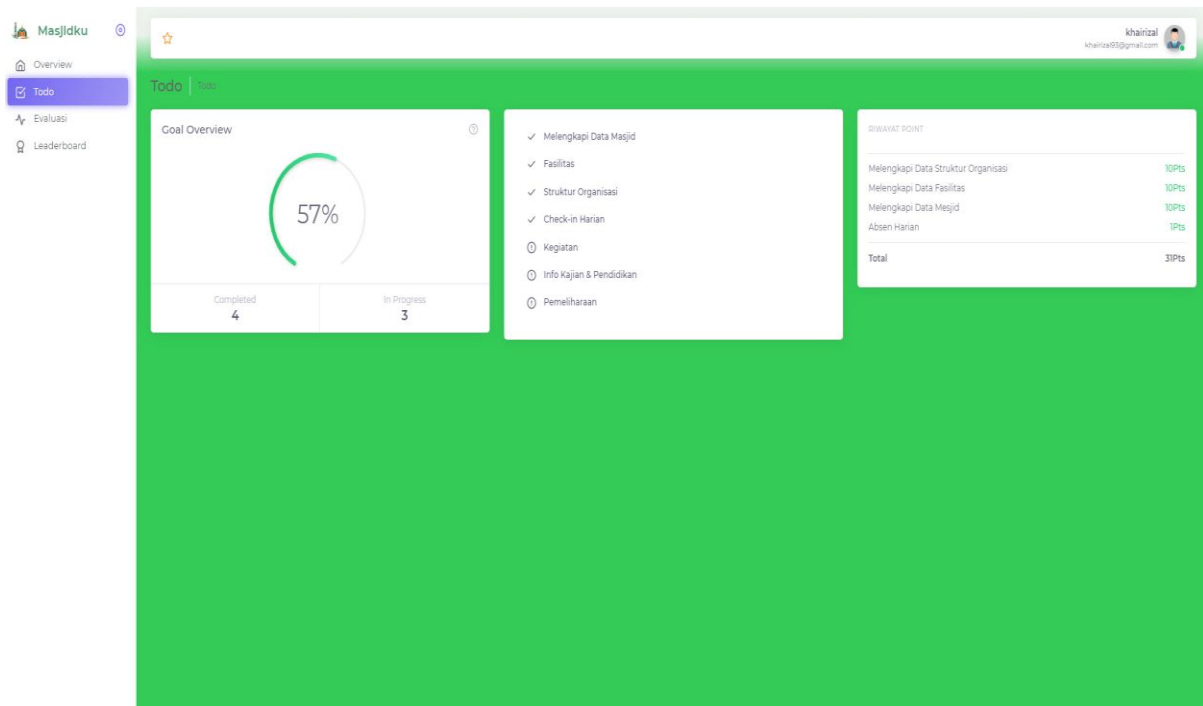 Masjidku
Overview
Todo
Evaluasi
Leaderboard
khairizal
khairizal93@gmail.com
Todo Todo
Goal Overview
57%
Completed
4
In Progress
3
Melengkapi Data Masjid
Fasilitas
Struktur Organisasi
Check-in Harian
Kegiatan
Info Kajian & Pendidikan
Pemeliharaan
RIWAYAT POINT
Melengkapi Data Struktur Organisasi 10Pts
Melengkapi Data Fasilitas 10Pts
Melengkapi Data Mesjid 10Pts
Absen Harian 1Pts
Total 31Pts